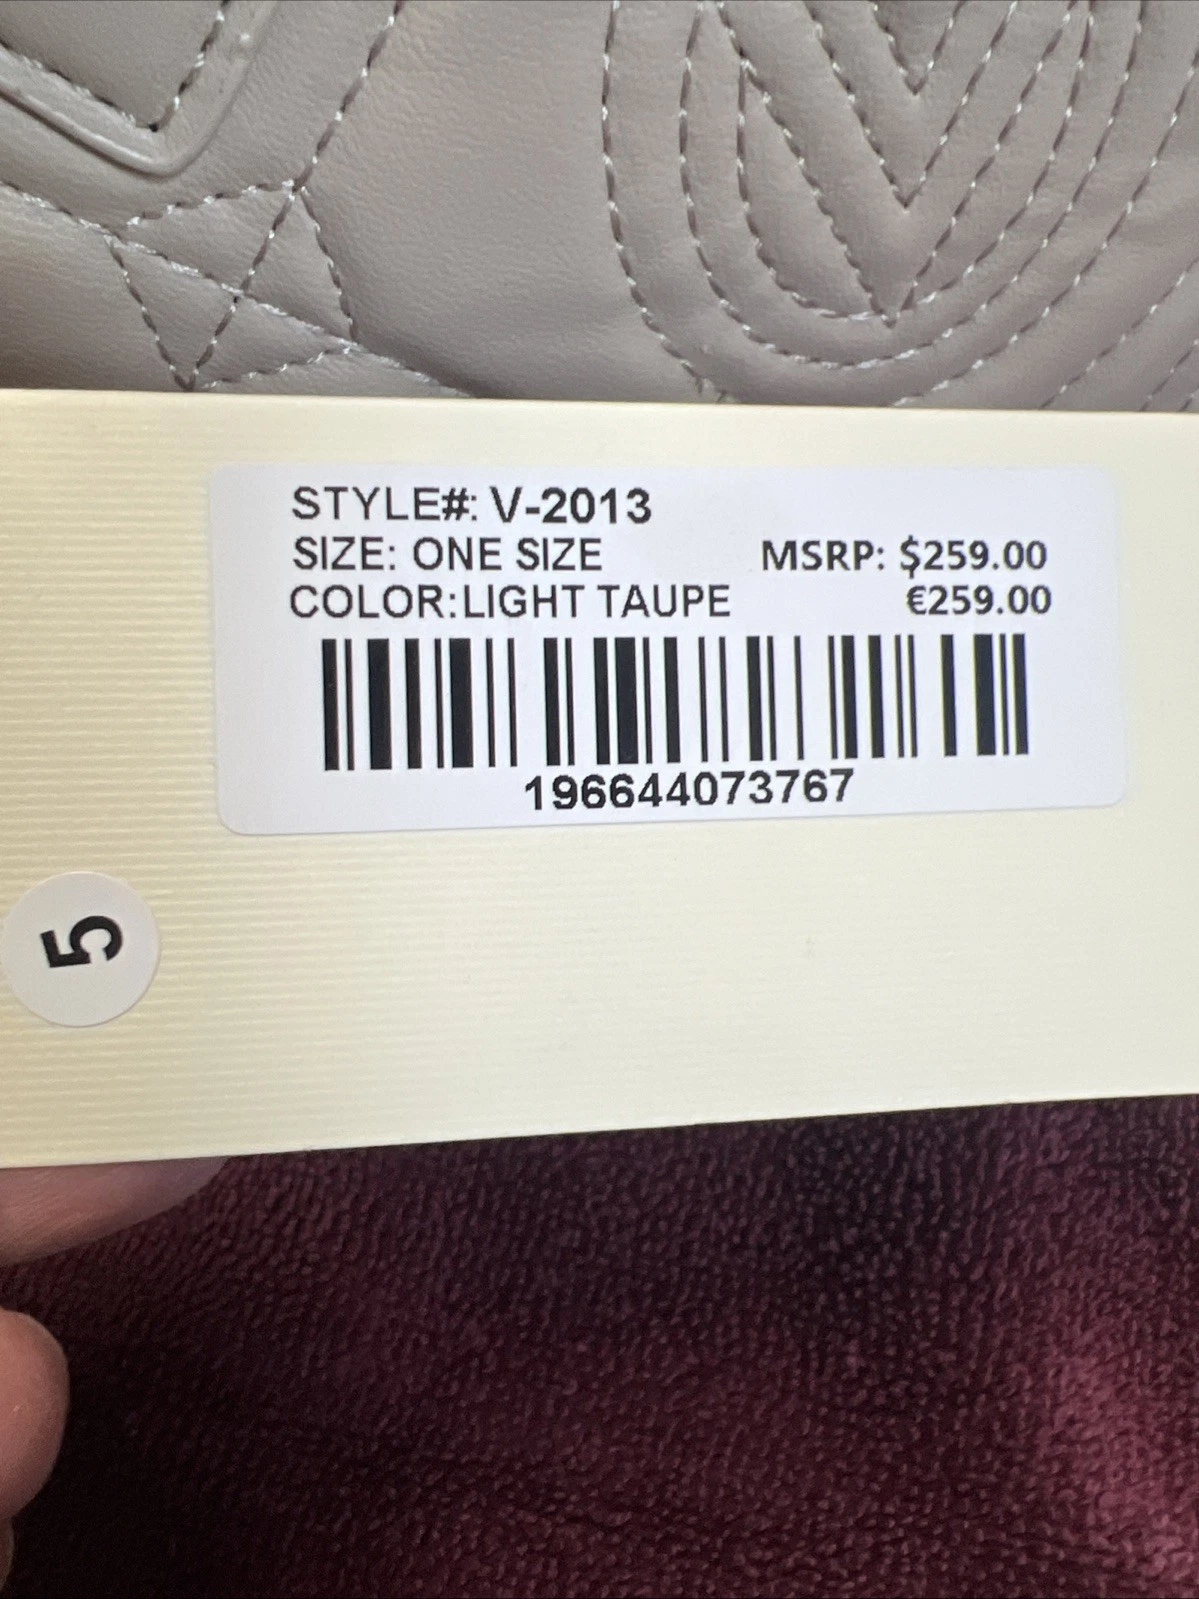 STYLE#: V-2013
SIZE: ONE SIZE MSRP: $259.00
COLOR:LIGHT TAUPE €259.00
196644073767
5